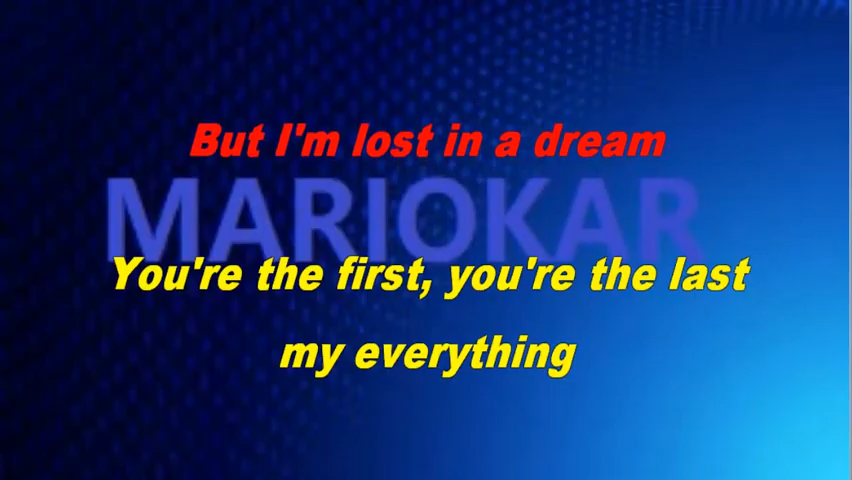 But I'm lost in a dream
MARIOKAR
You're the first, you're the last
my everything